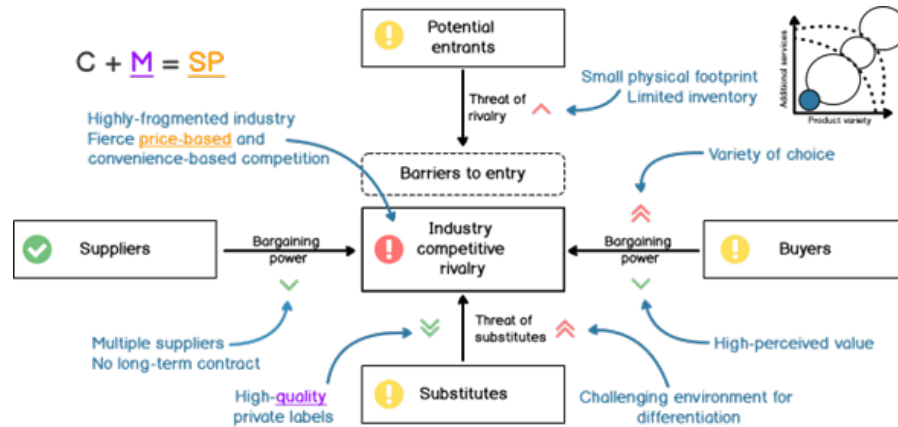 Potential
entrants
C + M = SP
Additional services
Product variety
Small physical footprint
Limited inventory
Threat of
rivalry
Highly-fragmented industry
Fierce price-based and
convenience-based competition
Variety of choice
Barriers to entry
Suppliers
Bargaining
power
Industry
competitive
rivalry
Bargaining
power
Buyers
Multiple suppliers
No long-term contract
Threat of
substitutes
High-perceived value
High-quality
private labels
Substitutes
Challenging environment for
differentiation